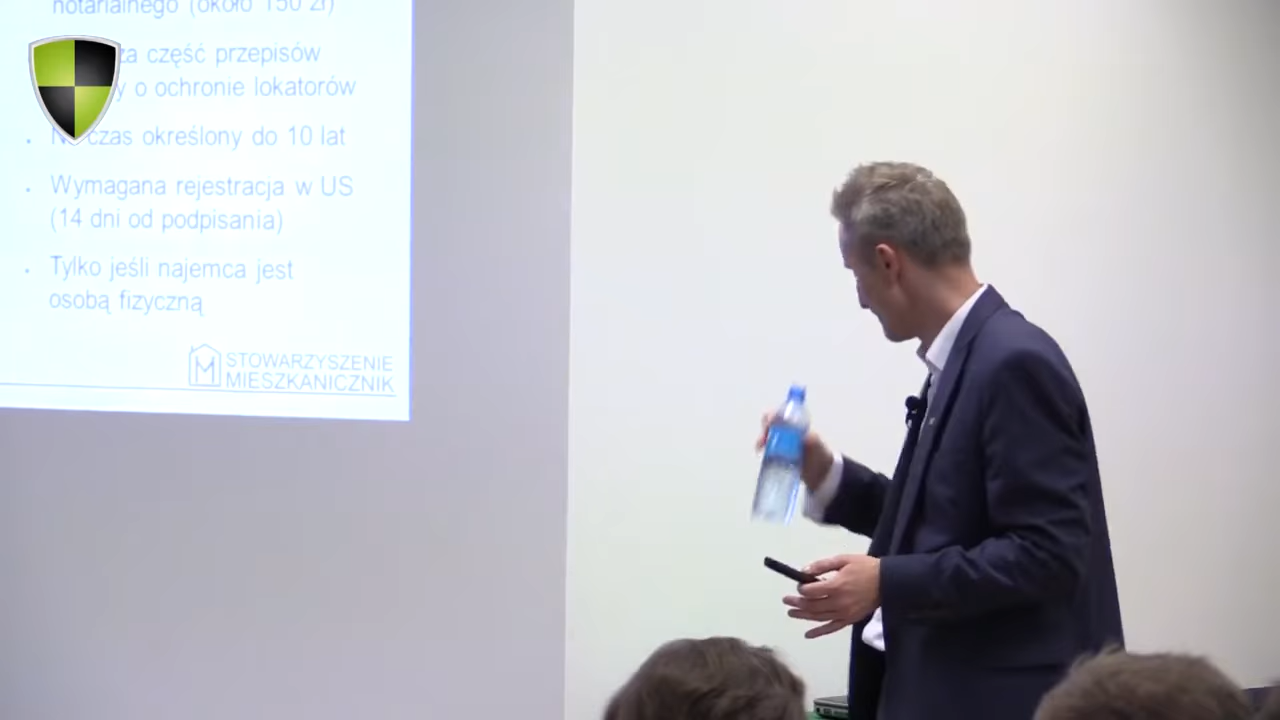 notarialnego (około 150 zł)
za część przepisów
y o ochronie lokatorów
czas określony do 10 lat
Wymagana rejestracja w US
(14 dni od podpisania)
Tylko jeśli najemca jest
osobą fizyczną
STOWARZYSZENIE
MIESZKANICZNIK